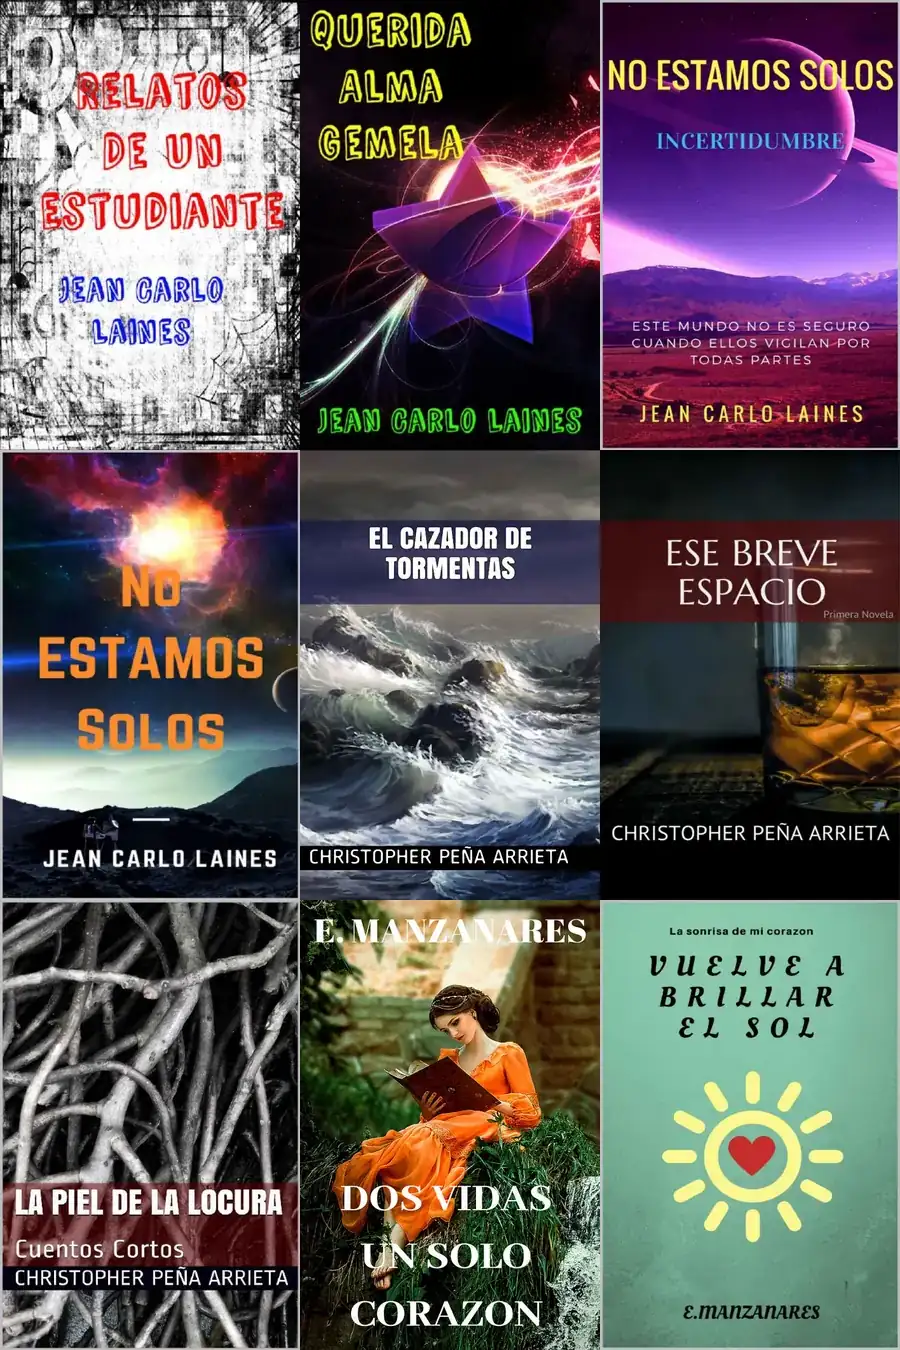 RELATOS
DE UN
ESTUDIANTE
JEAN CARLO
LAINES
QUERIDA
ALMA
GEMELA
JEAN CARLO LAINES
NO ESTAMOS SOLOS
INCERTIDUMBRE
ESTE MUNDO NO ES SEGURO
CUANDO ELLOS VIGILAN POR
TODAS PARTES
JEAN CARLO LAINES
NO
ESTAMOS
SOLOS
JEAN CARLO LAINES
EL CAZADOR DE
TORMENTAS
CHRISTOPHER PEÑA ARRIETA
ESE BREVE
ESPACIO
Primera Novela
CHRISTOPHER PEÑA ARRIETA
LA PIEL DE LA LOCURA
Cuentos Cortos
CHRISTOPHER PEÑA ARRIETA
E. MANZANARES
DOS VIDAS
UN SOLO
CORAZON
La sonrisa de mi corazon
VUELVE A
BRILLAR
EL SOL
E.MANZANARES